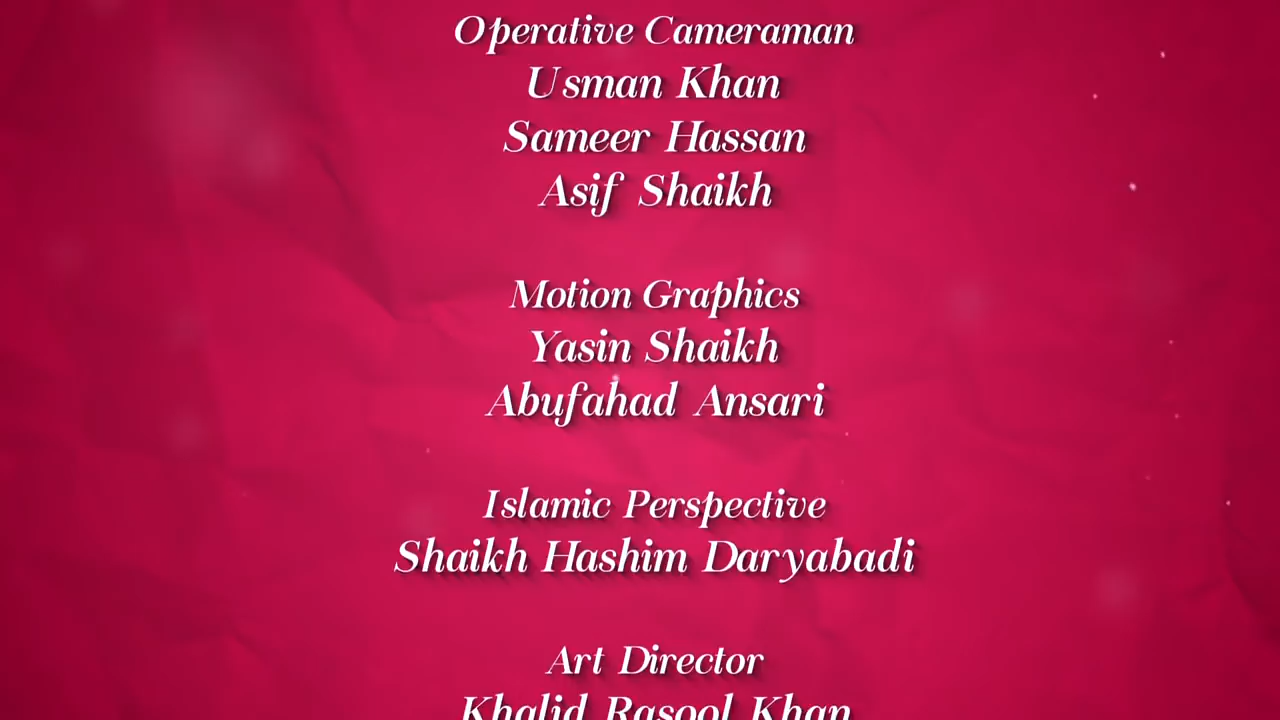 Operative Cameraman
Usman Khan
Sameer Hassan
Asif Shaikh
Motion Graphics
Yasin Shaikh
Abufahad Ansari
Islamic Perspective
Shaikh Hashim Daryabadi
Art Director
Khalid Rasool Khan